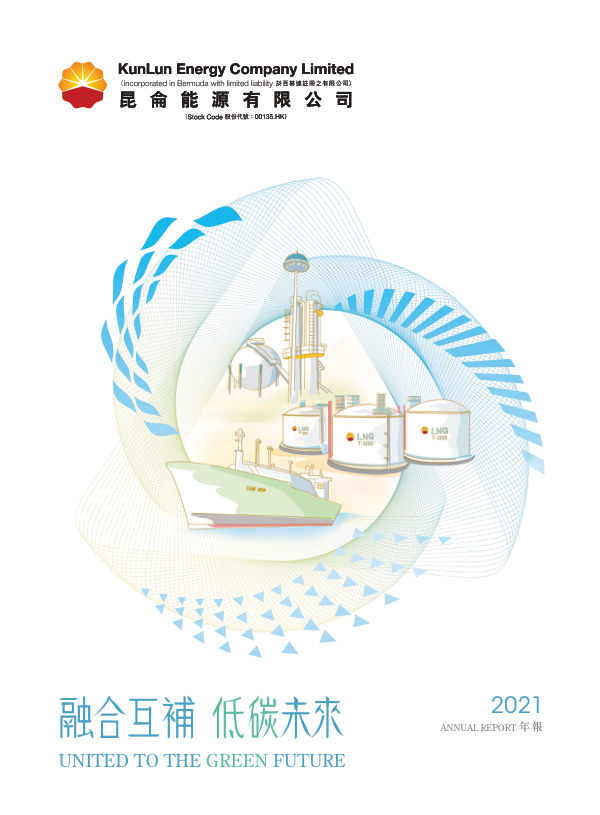 KunLun Energy Company Limited
(incorporated in Bermuda with limited liability 於百慕達註冊之有限公司)
昆侖能源有限公司
(Stock Code 股份代號：00135.HK)
LNG
LNG
LNG
融合互補 低碳未來
UNITED TO THE GREEN FUTURE
2021
ANNUAL REPORT 年報